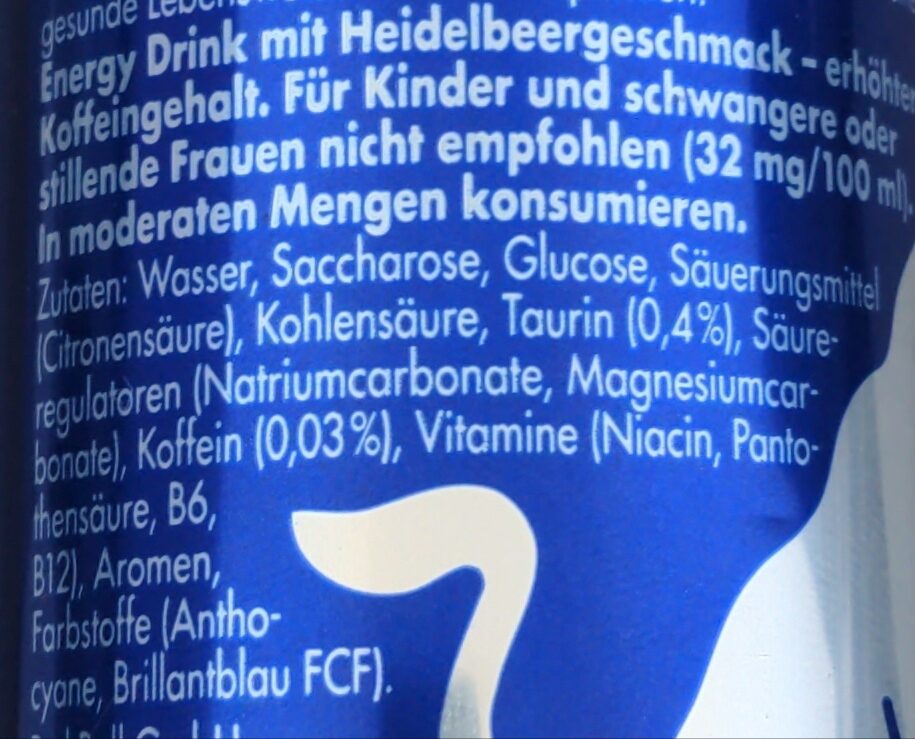 gesunde
Energy Drink mit Heidelbeergeschmack - erhöhter
Koffeingehalt. Für Kinder und schwangere oder
stillende Frauen nicht empfohlen (32 mg/100 ml).
In moderaten Mengen konsumieren.
Zutaten: Wasser, Saccharose, Glucose, Säuerungsmittel
(Citronensäure), Kohlensäure, Taurin (0,4%), Säure-
regulatoren (Natriumcarbonate, Magnesiumcar-
bonate), Koffein (0,03%), Vitamine (Niacin, Panto-
thensäure, B6,
B12), Aromen,
Farbstoffe (Antho-
cyane, Brillantblau FCF).